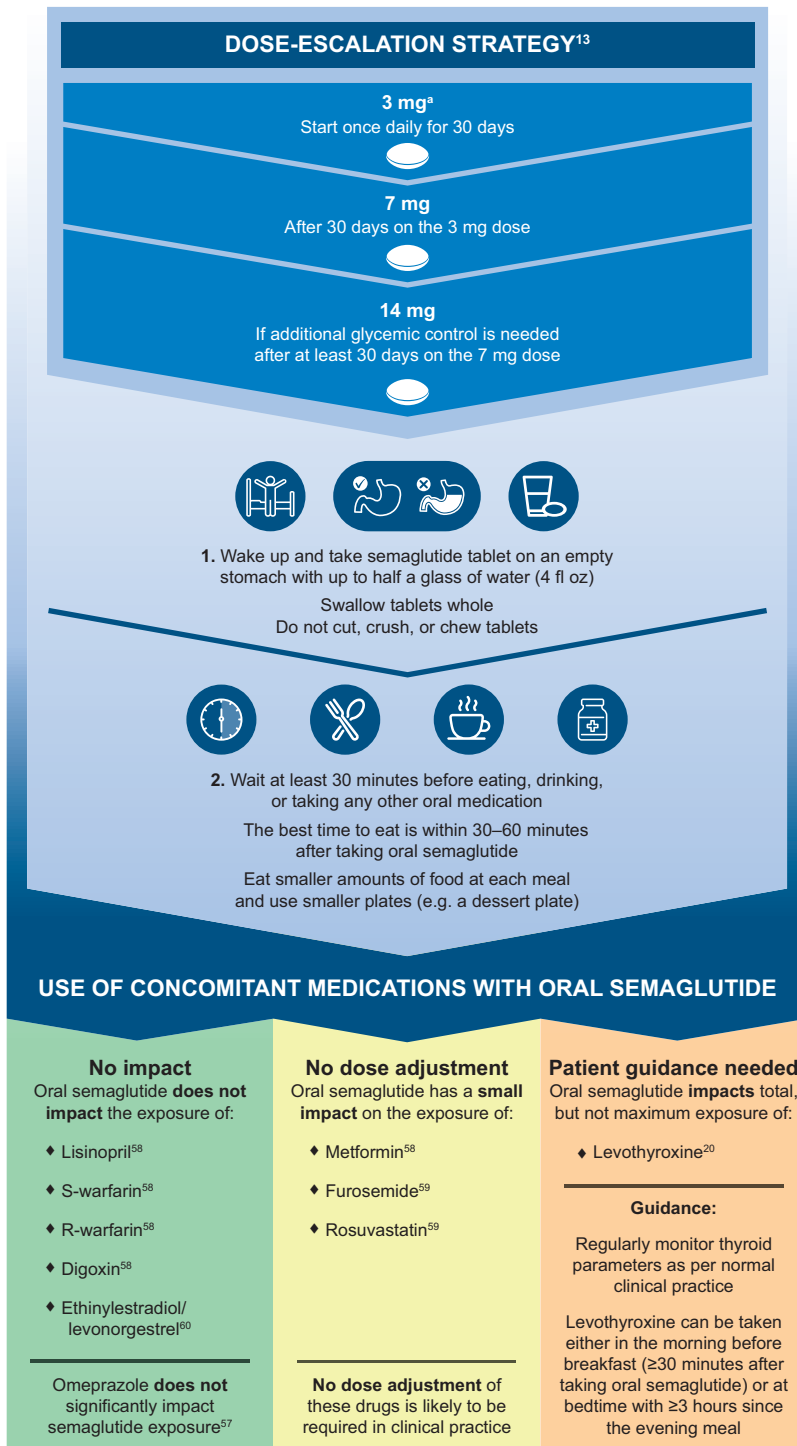 DOSE-ESCALATION STRATEGY¹³
3 mgᵃ
Start once daily for 30 days
7 mg
After 30 days on the 3 mg dose
14 mg
If additional glycemic control is needed
after at least 30 days on the 7 mg dose
1. Wake up and take semaglutide tablet on an empty
stomach with up to half a glass of water (4 fl oz)
Swallow tablets whole
Do not cut, crush, or chew tablets
2. Wait at least 30 minutes before eating, drinking,
or taking any other oral medication
The best time to eat is within 30–60 minutes
after taking oral semaglutide
Eat smaller amounts of food at each meal
and use smaller plates (e.g. a dessert plate)
USE OF CONCOMITANT MEDICATIONS WITH ORAL SEMAGLUTIDE
No impact
Oral semaglutide does not
impact the exposure of:
♦ Lisinopril⁵⁸
♦ S-warfarin⁵⁸
♦ R-warfarin⁵⁸
♦ Digoxin⁵⁸
♦ Ethinylestradiol/
levonorgestrel⁶⁰
Omeprazole does not
significantly impact
semaglutide exposure⁵⁷
No dose adjustment
Oral semaglutide has a small
impact on the exposure of:
♦ Metformin⁵⁸
♦ Furosemide⁵⁹
♦ Rosuvastatin⁵⁹
No dose adjustment of
these drugs is likely to be
required in clinical practice
Patient guidance needed
Oral semaglutide impacts total,
but not maximum exposure of:
♦ Levothyroxine²⁰
Guidance:
Regularly monitor thyroid
parameters as per normal
clinical practice
Levothyroxine can be taken
either in the morning before
breakfast (≥30 minutes after
taking oral semaglutide) or at
bedtime with ≥3 hours since
the evening meal